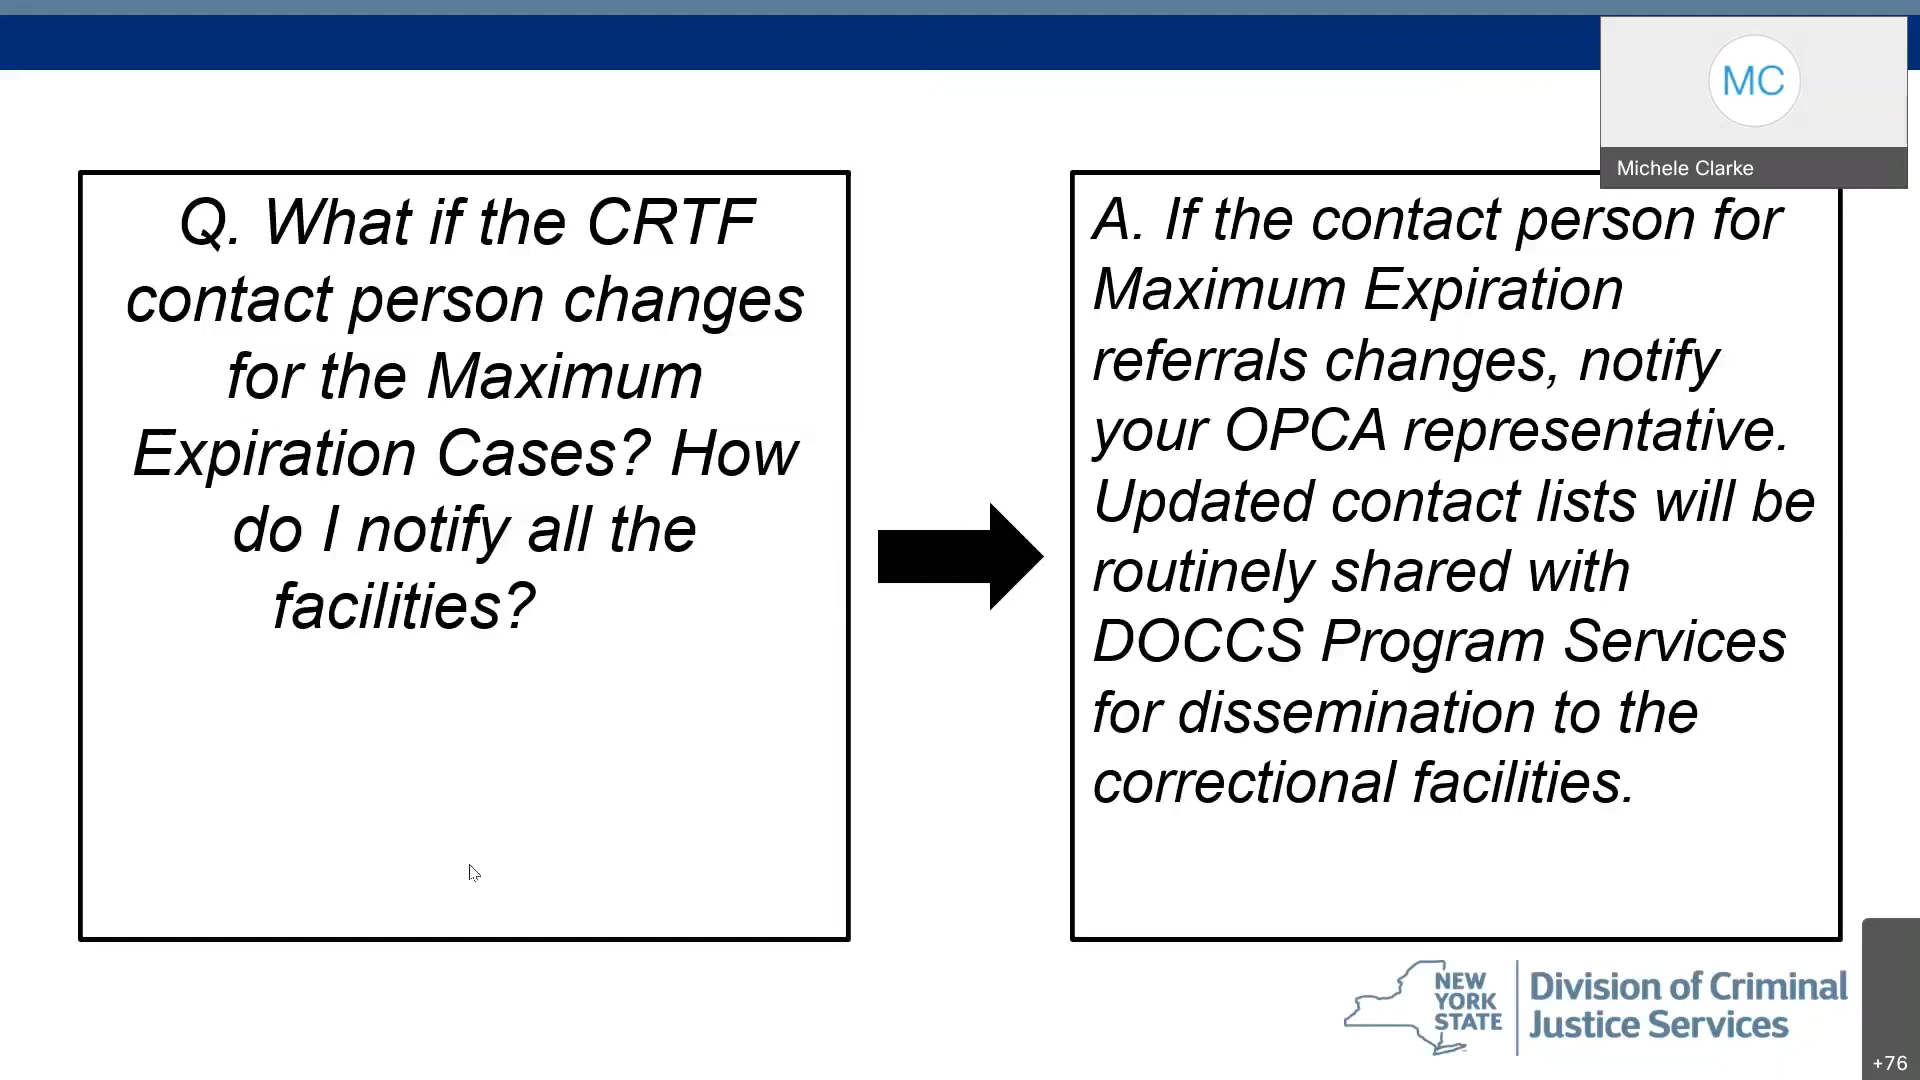 MC
Michele Clarke
Q. What if the CRTF
contact person changes
for the Maximum
Expiration Cases? How
do I notify all the
facilities?
A. If the contact person for
Maximum Expiration
referrals changes, notify
your OPCA representative.
Updated contact lists will be
routinely shared with
DOCCS Program Services
for dissemination to the
correctional facilities.
NEW
YORK
STATE
Division of Criminal
Justice Services
+76